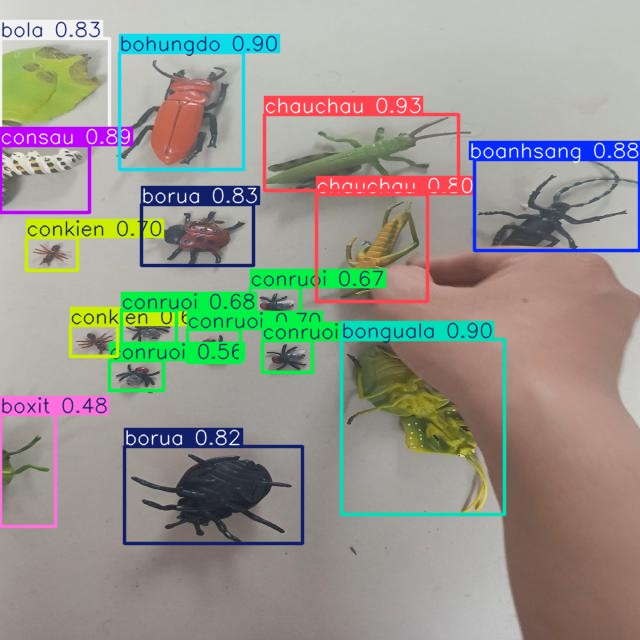 bola 0.83
bohungdo 0.90
chauchau 0.93
consau 0.89
boanhsang 0.88
chauchau 0.80
borua 0.83
conkien 0.70
conruoi 0.67
conruoi 0.68
conkien
conruoi 0.70
conruoi
bonguala 0.90
conruoi 0.56
boxit 0.48
borua 0.82